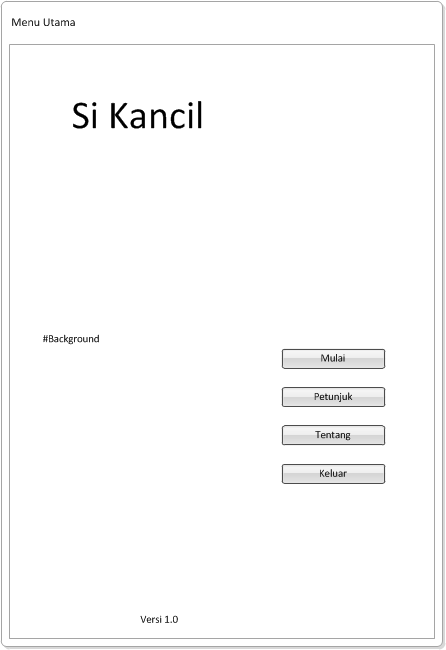 Menu Utama
Si Kancil
#Background
Mulai
Petunjuk
Tentang
Keluar
Versi 1.0